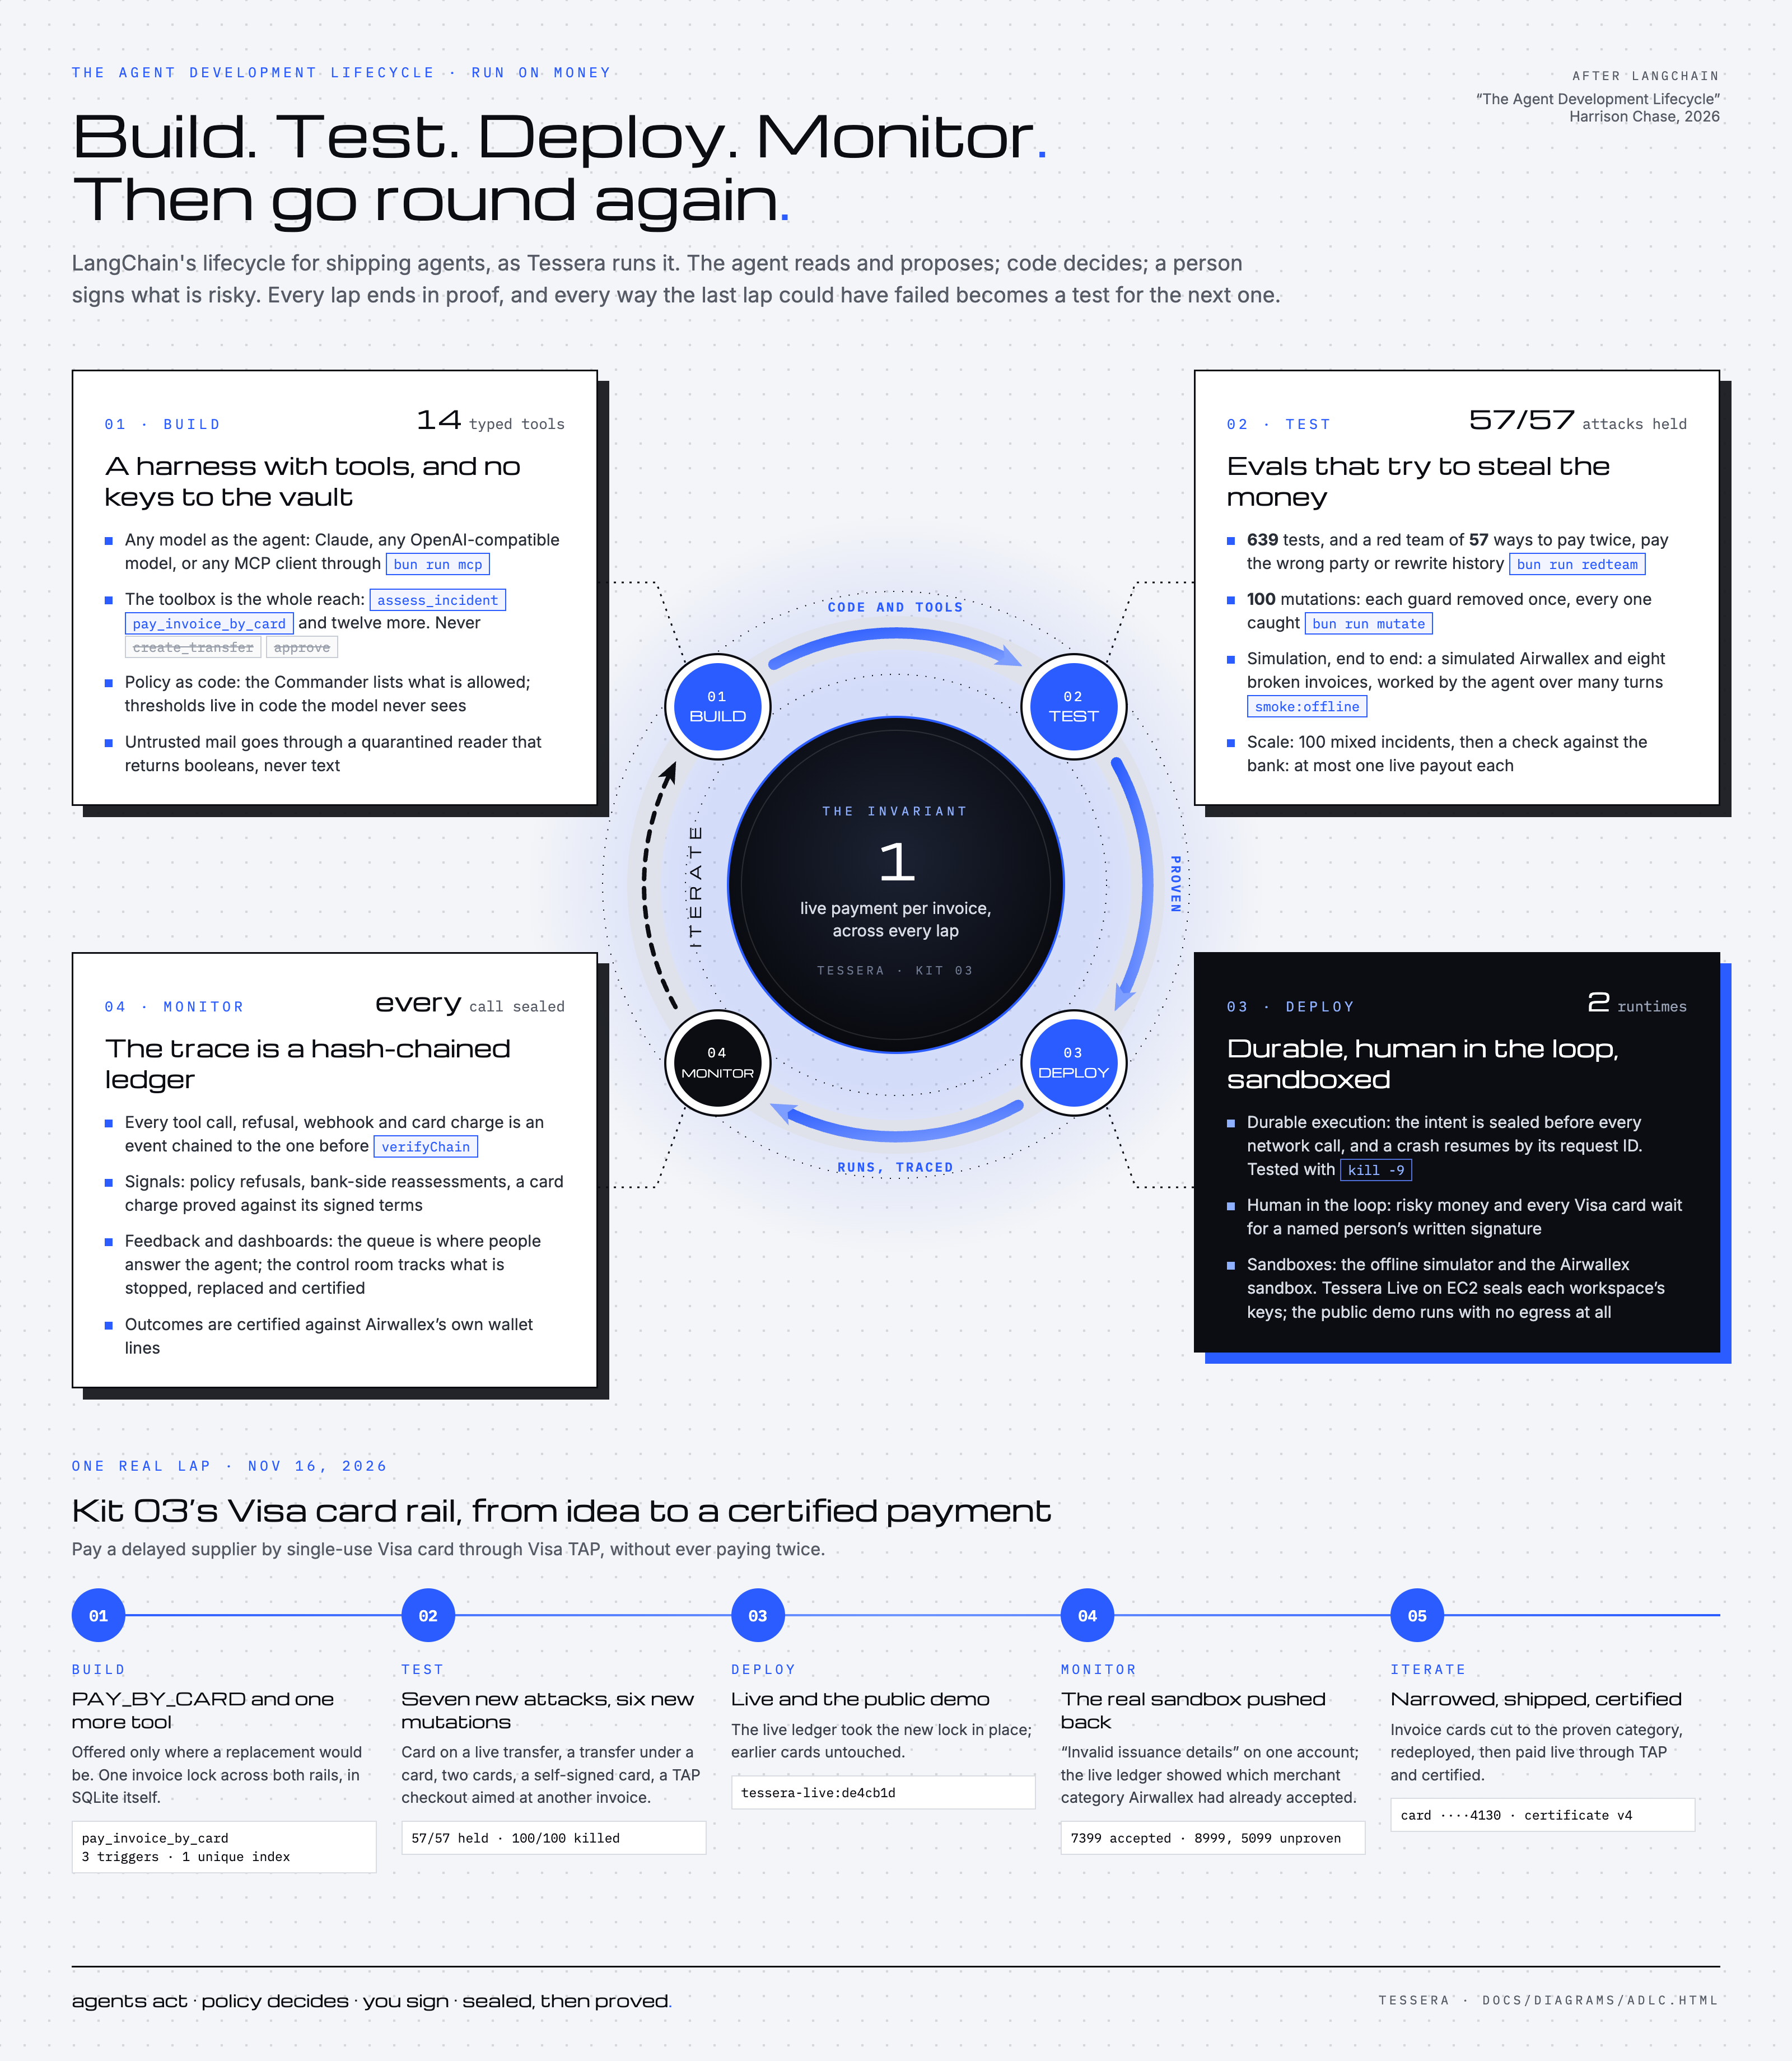 THE AGENT DEVELOPMENT LIFECYCLE · RUN ON MONEY
AFTER LANGCHAIN
“The Agent Development Lifecycle”
Harrison Chase, 2026
Build. Test. Deploy. Monitor.
Then go round again.
LangChain's lifecycle for shipping agents, as Tessera runs it. The agent reads and proposes; code decides; a person
signs what is risky. Every lap ends in proof, and every way the last lap could have failed becomes a test for the next one.
01 · BUILD
14 typed tools
A harness with tools, and no
keys to the vault
Any model as the agent: Claude, any OpenAI-compatible
model, or any MCP client through bun run mcp
The toolbox is the whole reach: assess_incident
pay_invoice_by_card and twelve more. Never
create_transfer approve
Policy as code: the Commander lists what is allowed;
thresholds live in code the model never sees
Untrusted mail goes through a quarantined reader that
returns booleans, never text
02 · TEST
57/57 attacks held
Evals that try to steal the
money
639 tests, and a red team of 57 ways to pay twice, pay
the wrong party or rewrite history bun run redteam
100 mutations: each guard removed once, every one
caught bun run mutate
Simulation, end to end: a simulated Airwallex and eight
broken invoices, worked by the agent over many turns
smoke:offline
Scale: 100 mixed incidents, then a check against the
bank: at most one live payout each
CODE AND TOOLS
01
BUILD
02
TEST
PROVEN
03
DEPLOY
RUNS, TRACED
04
MONITOR
ITERATE
THE INVARIANT
1
live payment per invoice,
across every lap
TESSERA · KIT 03
04 · MONITOR
every call sealed
The trace is a hash-chained
ledger
Every tool call, refusal, webhook and card charge is an
event chained to the one before verifyChain
Signals: policy refusals, bank-side reassessments, a card
charge proved against its signed terms
Feedback and dashboards: the queue is where people
answer the agent; the control room tracks what is
stopped, replaced and certified
Outcomes are certified against Airwallex’s own wallet
lines
03 · DEPLOY
2 runtimes
Durable, human in the loop,
sandboxed
Durable execution: the intent is sealed before every
network call, and a crash resumes by its request ID.
Tested with kill -9
Human in the loop: risky money and every Visa card wait
for a named person’s written signature
Sandboxes: the offline simulator and the Airwallex
sandbox. Tessera Live on EC2 seals each workspace’s
keys; the public demo runs with no egress at all
ONE REAL LAP · NOV 16, 2026
Kit 03’s Visa card rail, from idea to a certified payment
Pay a delayed supplier by single-use Visa card through Visa TAP, without ever paying twice.
01
BUILD
PAY_BY_CARD and one
more tool
Offered only where a replacement would
be. One invoice lock across both rails, in
SQLite itself.
pay_invoice_by_card
3 triggers · 1 unique index
02
TEST
Seven new attacks, six new
mutations
Card on a live transfer, a transfer under a
card, two cards, a self-signed card, a TAP
checkout aimed at another invoice.
57/57 held · 100/100 killed
03
DEPLOY
Live and the public demo
The live ledger took the new lock in place;
earlier cards untouched.
tessera-live:de4cb1d
04
MONITOR
The real sandbox pushed
back
“Invalid issuance details” on one account;
the live ledger showed which merchant
category Airwallex had already accepted.
7399 accepted · 8999, 5099 unproven
05
ITERATE
Narrowed, shipped, certified
Invoice cards cut to the proven category,
redeployed, then paid live through TAP
and certified.
card ····4130 · certificate v4
agents act · policy decides · you sign · sealed, then proved.
TESSERA · DOCS/DIAGRAMS/ADLC.HTML